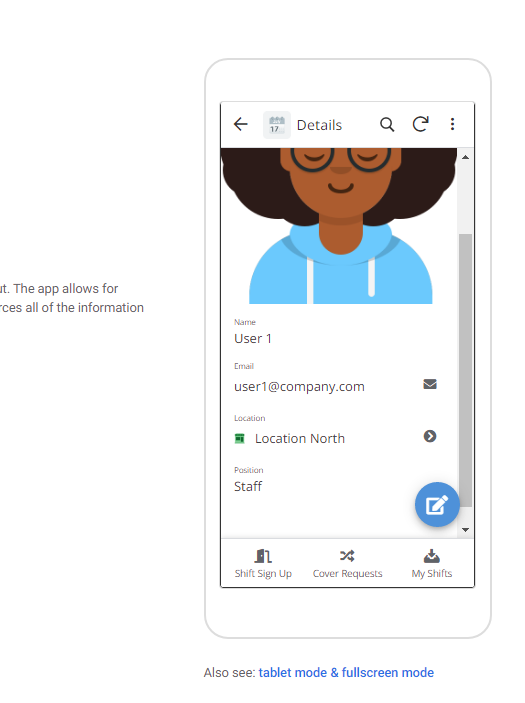 Details
17...
ut. The app allows for
rces all of the information
Name
User 1
Email
user1@company.com
Location
Location North
Position
Staff
Shift Sign Up Cover Requests My Shifts
Also see: tablet mode & fullscreen mode